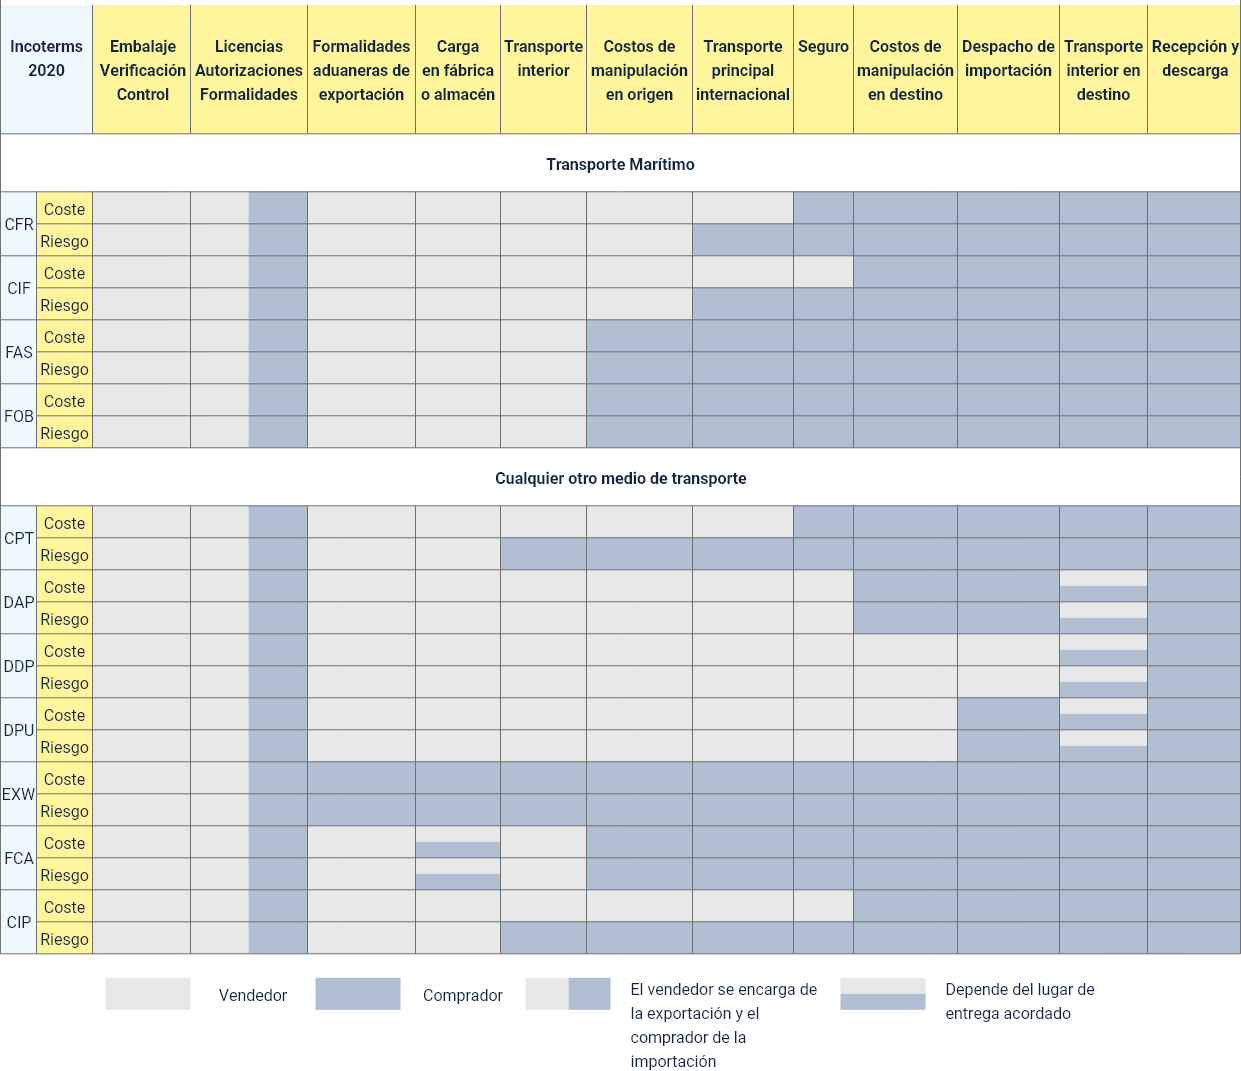 Incoterms
2020
Embalaje
Verificación
Control
Licencias
Autorizaciones
Formalidades
Formalidades
aduaneras de
exportación
Carga
en fábrica
o almacén
Transporte
interior
Costos de
manipulación
en origen
Transporte
principal
internacional
Seguro
Costos de
manipulación
en destino
Despacho de
importación
Transporte
interior en
destino
Recepción y
descarga
Transporte Marítimo
CFR
Coste
Riesgo
CIF
Coste
Riesgo
FAS
Coste
Riesgo
FOB
Coste
Riesgo
Cualquier otro medio de transporte
CPT
Coste
Riesgo
DAP
Coste
Riesgo
DDP
Coste
Riesgo
DPU
Coste
Riesgo
EXW
Coste
Riesgo
FCA
Coste
Riesgo
CIP
Coste
Riesgo
Vendedor
Comprador
El vendedor se encarga de
la exportación y el
comprador de la
importación
Depende del lugar de
entrega acordado